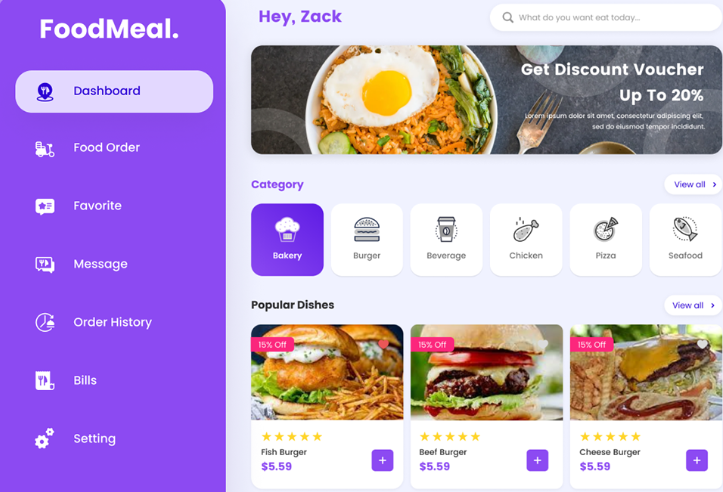 FoodMeal.
Dashboard
Food Order
Favorite
Message
Order History
Bills
Setting
Hey, Zack
What do you want eat today...
Get Discount Voucher
Up To 20%
Lorem ipsum dolor sit amet, consectetur adipiscing elit,
sed do eiusmod tempor incididunt.
Category
View all
Bakery
Burger
Beverage
Chicken
Pizza
Seafood
Popular Dishes
View all
15% Off
15% Off
15% Off
Fish Burger
$5.59
Beef Burger
$5.59
Cheese Burger
$5.59